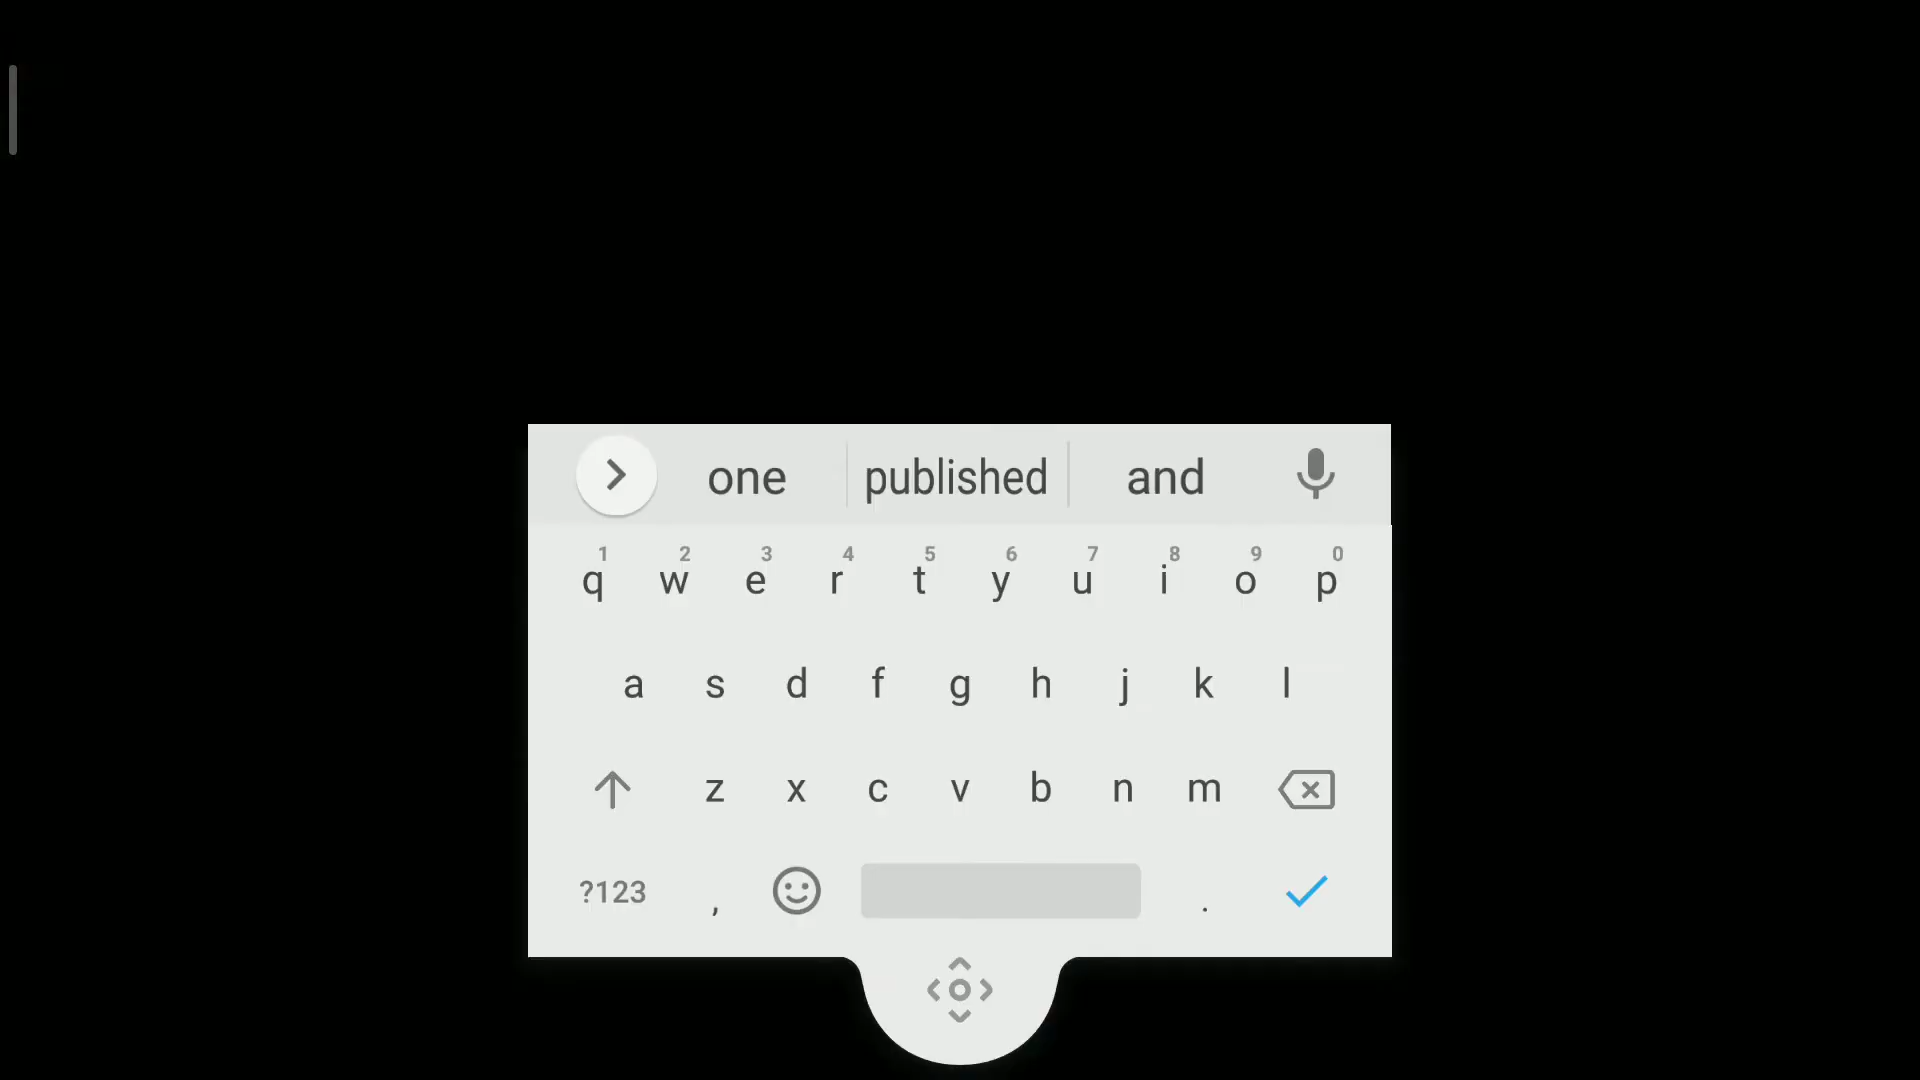 one published and
1 2 3 4 5 6 7 8 9 0
q w e r t y u i o p
a s d f g h j k l
z x c v b n m
?123 , .